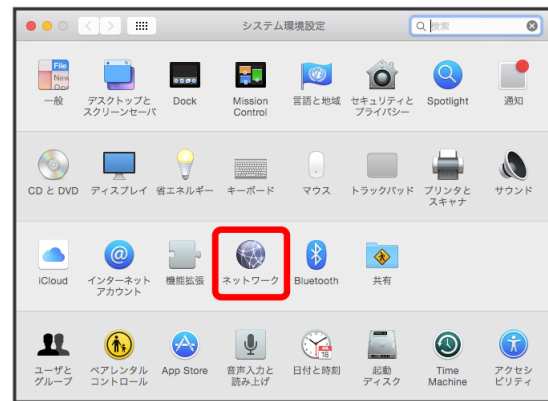 システム環境設定
検索
File
New
一般
デスクトップと
スクリーンセーバ
Dock
Mission
Control
言語と地域
セキュリティと
プライバシー
Spotlight
通知
CD と DVD
ディスプレイ
省エネルギー
キーボード
マウス
トラックパッド
プリンタと
スキャナ
サウンド
iCloud
インターネット
アカウント
機能拡張
ネットワーク
Bluetooth
共有
ユーザと
グループ
ペアレンタル
コントロール
App Store
音声入力と
読み上げ
18
日付と時刻
起動
ディスク
Time
Machine
アクセシ
ビリティ